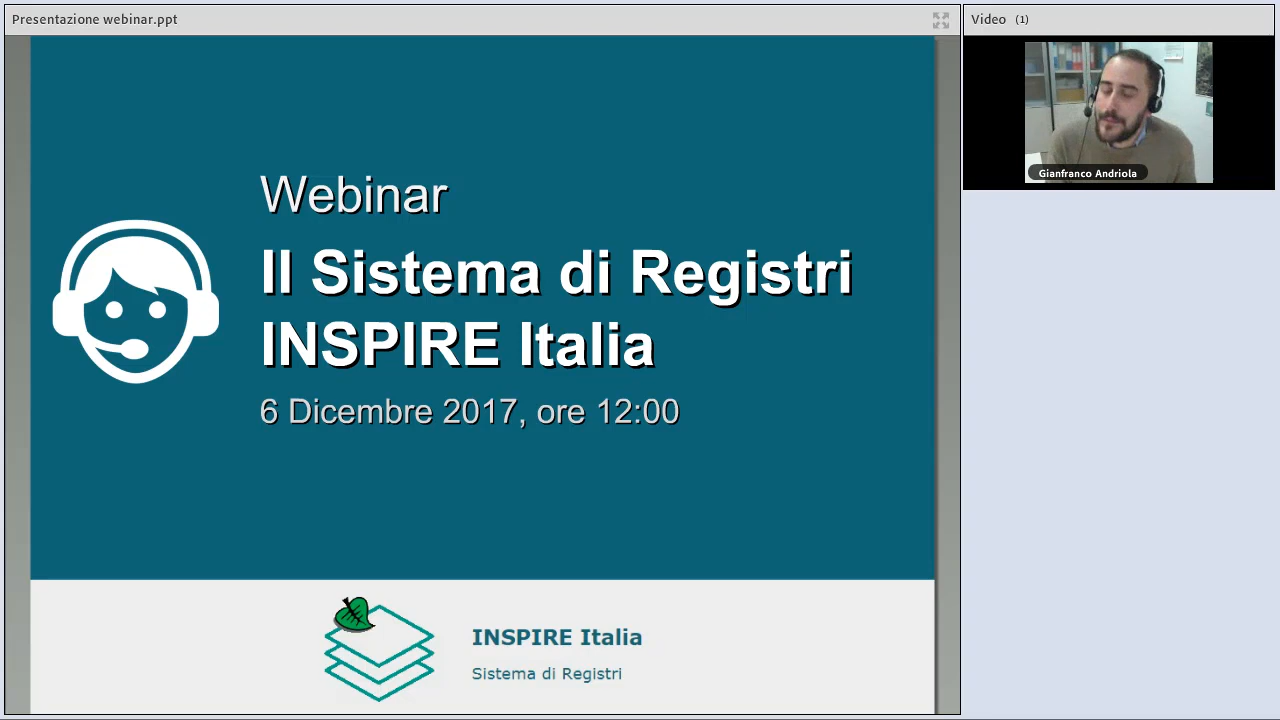 Presentazione webinar.ppt
Video (1)
Gianfranco Andriola
Webinar
Il Sistema di Registri
INSPIRE Italia
6 Dicembre 2017, ore 12:00
INSPIRE Italia
Sistema di Registri